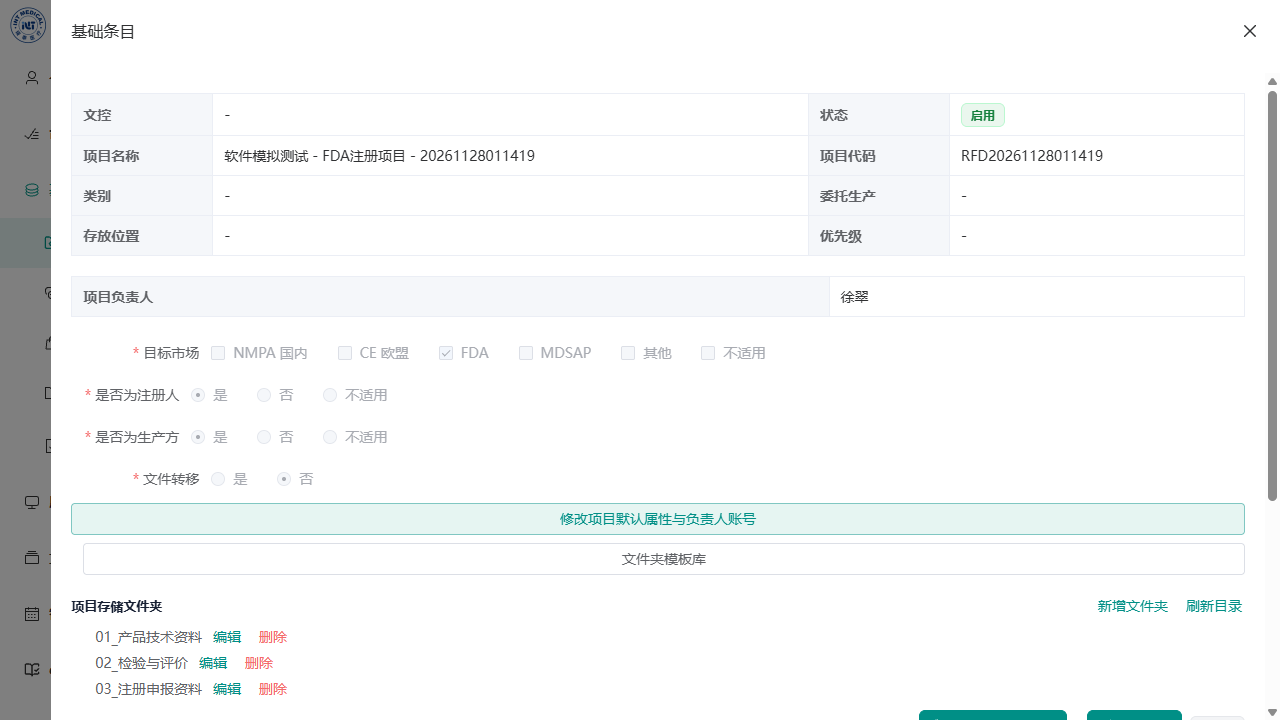 基础条目
文控 - 状态 启用
项目名称 软件模拟测试 - FDA注册项目 - 20261128011419 项目代码 RFD20261128011419
类别 - 委托生产 -
存放位置 - 优先级 -
项目负责人 徐翠
* 目标市场 NMPA 国内 CE 欧盟 FDA MDSAP 其他 不适用
* 是否为注册人 是 否 不适用
* 是否为生产方 是 否 不适用
* 文件转移 是 否
修改项目默认属性与负责人账号
文件夹模板库
项目存储文件夹 新增文件夹 刷新目录
01_产品技术资料 编辑 删除
02_检验与评价 编辑 删除
03_注册申报资料 编辑 删除